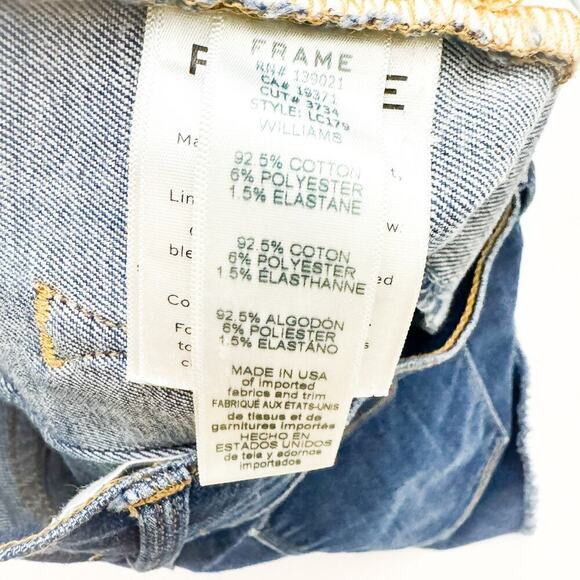 FRAME
RN# 139021
CA# 19371
CUT# 3734
STYLE: LC179
WILLIAMS
92.5% COTTON
6% POLYESTER
1.5% ELASTANE
92.5% COTON
6% POLYESTER
1.5% ÉLASTHANNE
92.5% ALGODÓN
6% POLIÉSTER
1.5% ELASTANO
MADE IN USA
of imported
fabrics and trim
FABRIQUÉ AUX ÉTATS-UNIS
de tissus et de
garnitures importés
HECHO EN
ESTADOS UNIDOS
de tela y adornos
importados